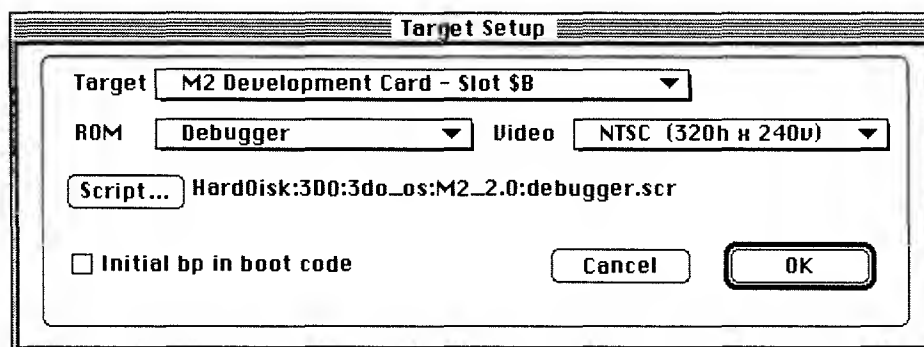 Target Setup
Target M2 Development Card - Slot $B
ROM Debugger Video NTSC (320h x 240v)
Script... HardDisk:3DO:3do_os:M2_2.0:debugger.scr
Initial bp in boot code Cancel OK